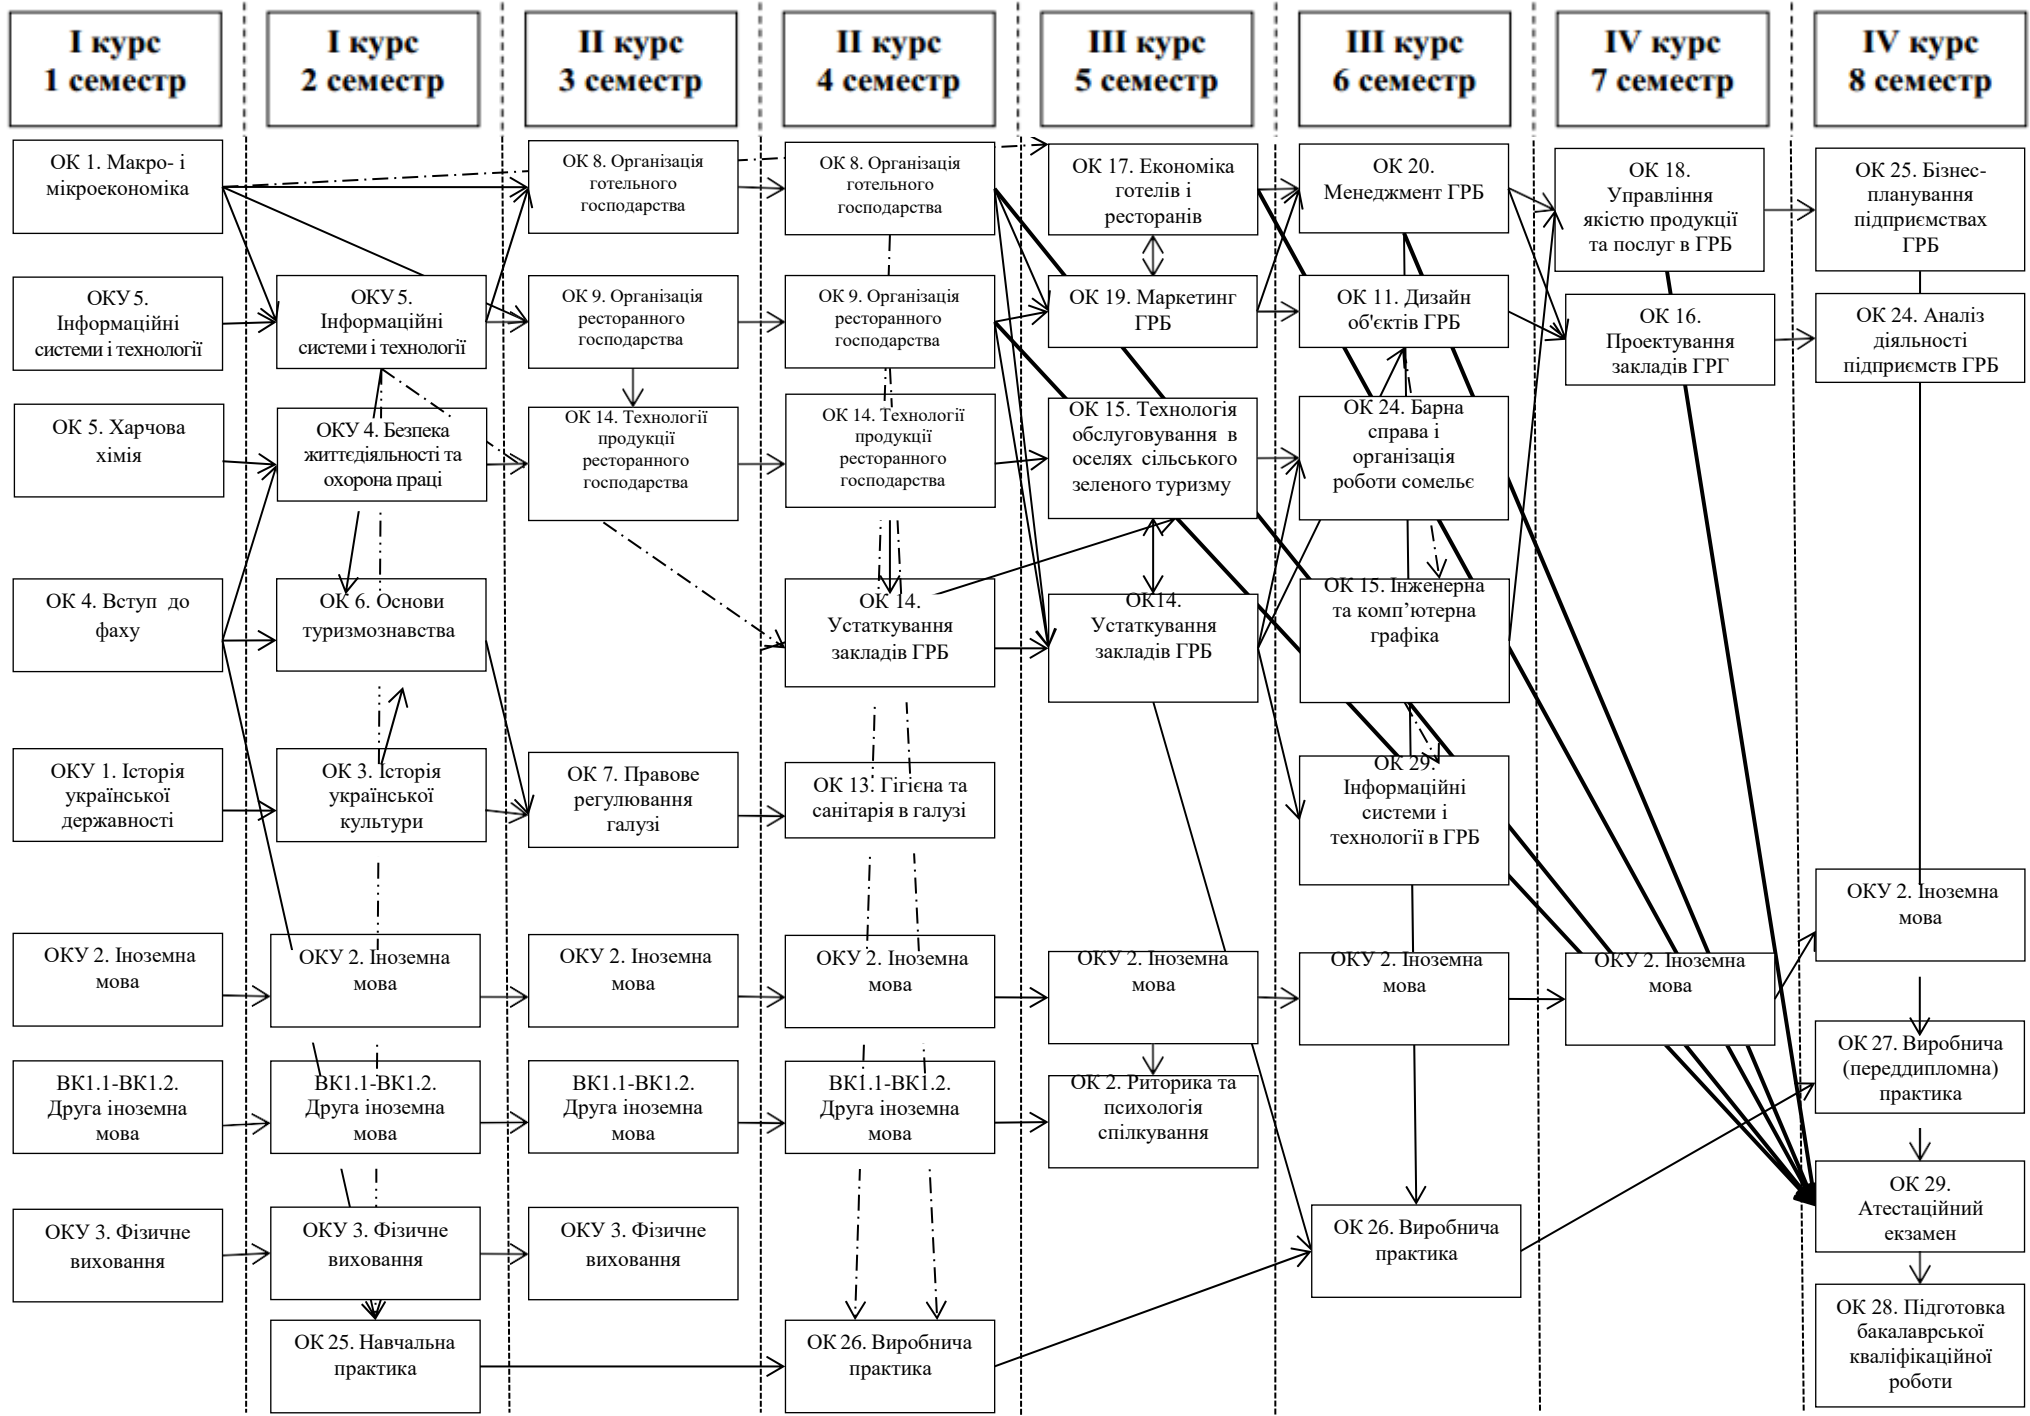 І курс
1 семестр
І курс
2 семестр
ІІ курс
3 семестр
ІІ курс
4 семестр
ІІІ курс
5 семестр
ІІІ курс
6 семестр
IV курс
7 семестр
IV курс
8 семестр
ОК 1. Макро- і
мікроекономіка
ОКУ 5.
Інформаційні
системи і технології
ОК 5. Харчова
хімія
ОК 4. Вступ до
фаху
ОКУ 1. Історія
української
державності
ОКУ 2. Іноземна
мова
ВК1.1-ВК1.2.
Друга іноземна
мова
ОКУ 3. Фізичне
виховання
ОКУ 5.
Інформаційні
системи і технології
ОКУ 4. Безпека
життєдіяльності та
охорона праці
ОК 6. Основи
туризмознавства
ОК 3. Історія
української
культури
ОКУ 2. Іноземна
мова
ВК1.1-ВК1.2.
Друга іноземна
мова
ОКУ 3. Фізичне
виховання
ОК 25. Навчальна
практика
ОК 8. Організація
готельного
господарства
ОК 9. Організація
ресторанного
господарства
ОК 14. Технології
продукції
ресторанного
господарства
ОК 7. Правове
регулювання
галузі
ОКУ 2. Іноземна
мова
ВК1.1-ВК1.2.
Друга іноземна
мова
ОКУ 3. Фізичне
виховання
ОК 8. Організація
готельного
господарства
ОК 9. Організація
ресторанного
господарства
ОК 14. Технології
продукції
ресторанного
господарства
ОК 14.
Устаткування
закладів ГРБ
ОК 13. Гігієна та
санітарія в галузі
ОКУ 2. Іноземна
мова
ВК1.1-ВК1.2.
Друга іноземна
мова
ОК 26. Виробнича
практика
ОК 17. Економіка
готелів і
ресторанів
ОК 19. Маркетинг
ГРБ
ОК 15. Технологія
обслуговування в
оселях сільського
зеленого туризму
ОК14.
Устаткування
закладів ГРБ
ОКУ 2. Іноземна
мова
ОК 2. Риторика та
психологія
спілкування
ОК 20.
Менеджмент ГРБ
ОК 11. Дизайн
об'єктів ГРБ
ОК 24. Барна
справа і
організація
роботи сомельє
ОК 15. Інженерна
та комп’ютерна
графіка
ОК 29.
Інформаційні
системи і
технології в ГРБ
ОКУ 2. Іноземна
мова
ОК 26. Виробнича
практика
ОК 18.
Управління
якістю продукції
та послуг в ГРБ
ОК 16.
Проектування
закладів ГРГ
ОКУ 2. Іноземна
мова
ОК 25. Бізнес-
планування
підприємствах
ГРБ
ОК 24. Аналіз
діяльності
підприємств ГРБ
ОКУ 2. Іноземна
мова
ОК 27. Виробнича
(переддипломна)
практика
ОК 29.
Атестаційний
екзамен
ОК 28. Підготовка
бакалаврської
кваліфікаційної
роботи